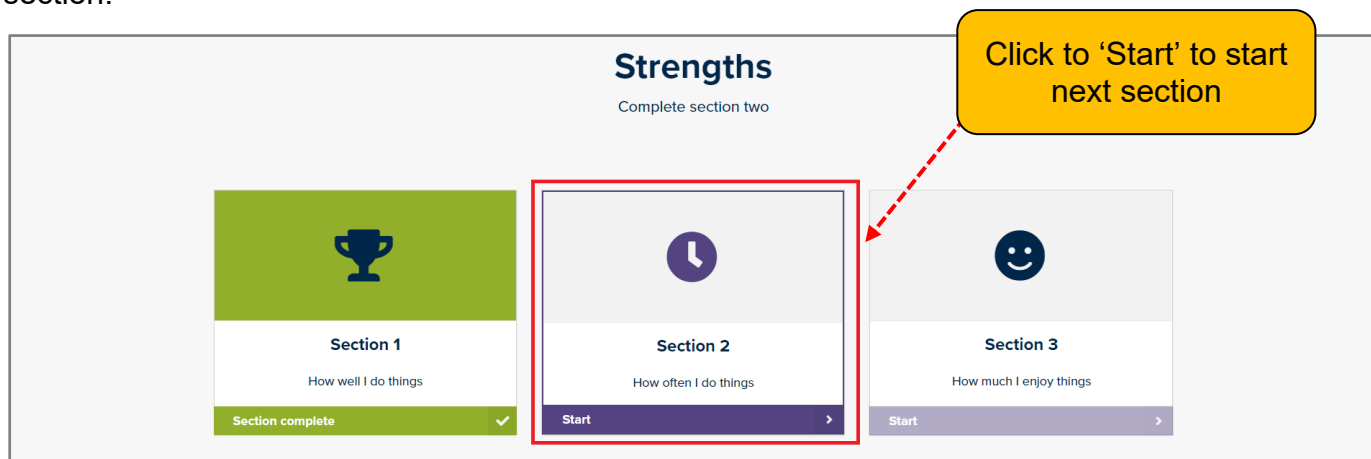 section.
Click to ‘Start’ to start
next section
Strengths
Complete section two
Section 1
How well I do things
Section complete
Section 2
How often I do things
Start
Section 3
How much I enjoy things
Start